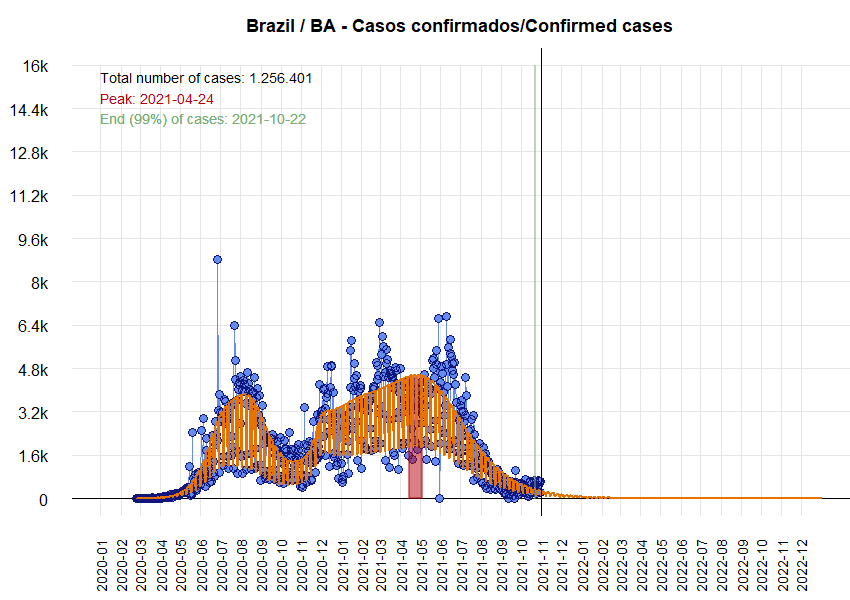 Brazil / BA - Casos confirmados/Confirmed cases
Total number of cases: 1.256.401
Peak: 2021-04-24
End (99%) of cases: 2021-10-22
16k
14.4k
12.8k
11.2k
9.6k
8k
6.4k
4.8k
3.2k
1.6k
0
2020-01
2020-02
2020-03
2020-04
2020-05
2020-06
2020-07
2020-08
2020-09
2020-10
2020-11
2020-12
2021-01
2021-02
2021-03
2021-04
2021-05
2021-06
2021-07
2021-08
2021-09
2021-10
2021-11
2021-12
2022-01
2022-02
2022-03
2022-04
2022-05
2022-06
2022-07
2022-08
2022-09
2022-10
2022-11
2022-12